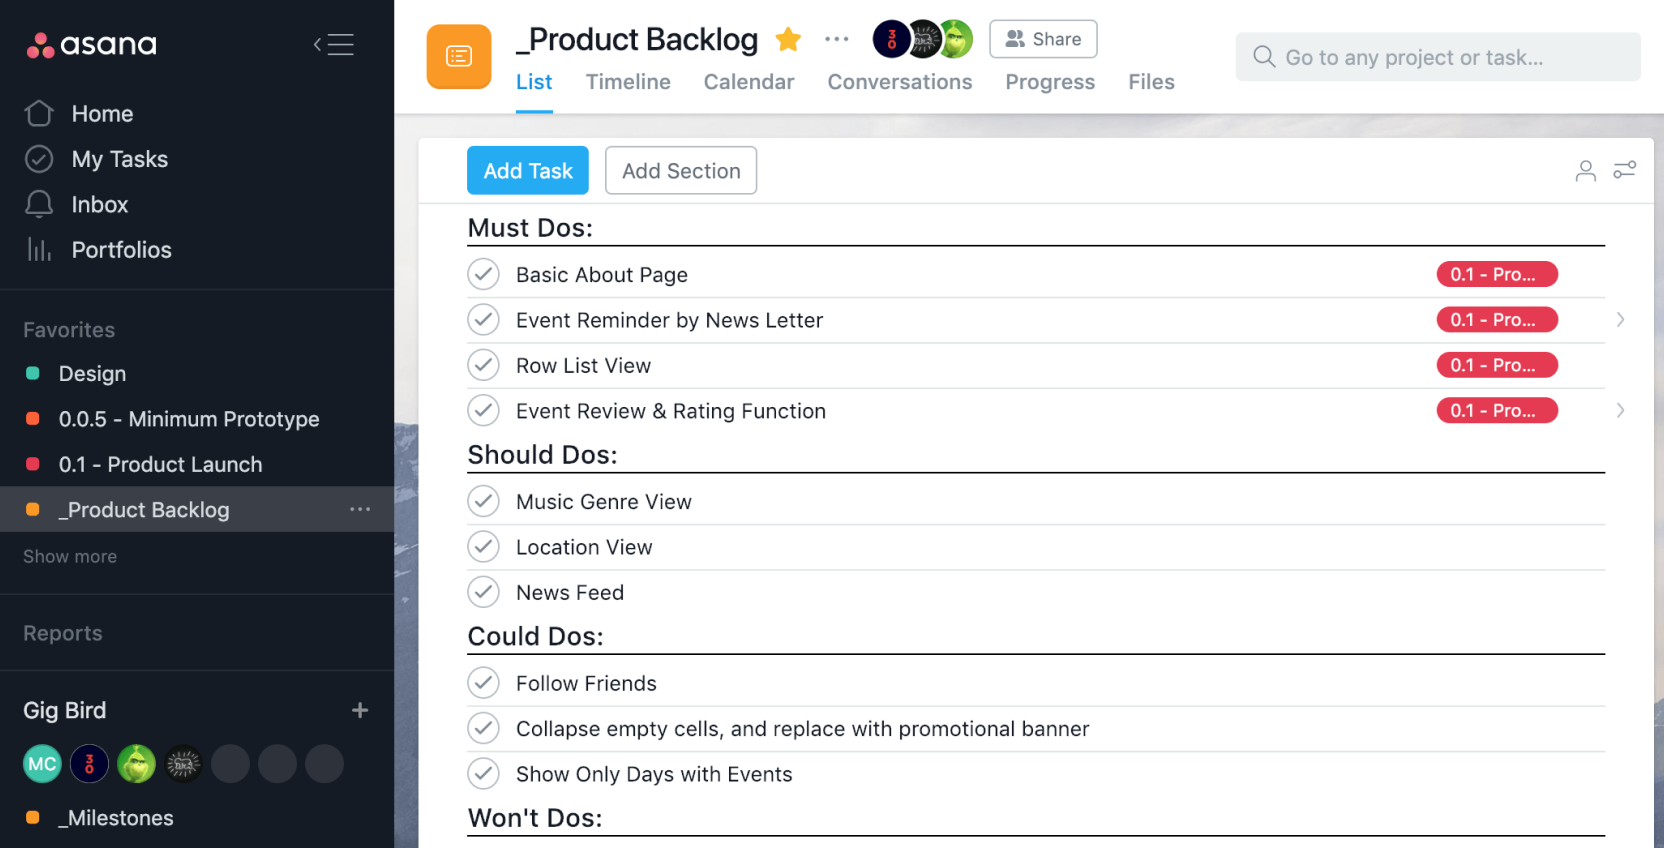 asana
Home
My Tasks
Inbox
Portfolios
Favorites
Design
0.0.5 - Minimum Prototype
0.1 - Product Launch
_Product Backlog
Show more
Reports
Gig Bird
MC
30
_Milestones
_Product Backlog
30
Share
Go to any project or task...
List
Timeline
Calendar
Conversations
Progress
Files
Add Task
Add Section
Must Dos:
Basic About Page
0.1 - Pro...
Event Reminder by News Letter
0.1 - Pro...
Row List View
0.1 - Pro...
Event Review & Rating Function
0.1 - Pro...
Should Dos:
Music Genre View
Location View
News Feed
Could Dos:
Follow Friends
Collapse empty cells, and replace with promotional banner
Show Only Days with Events
Won't Dos: